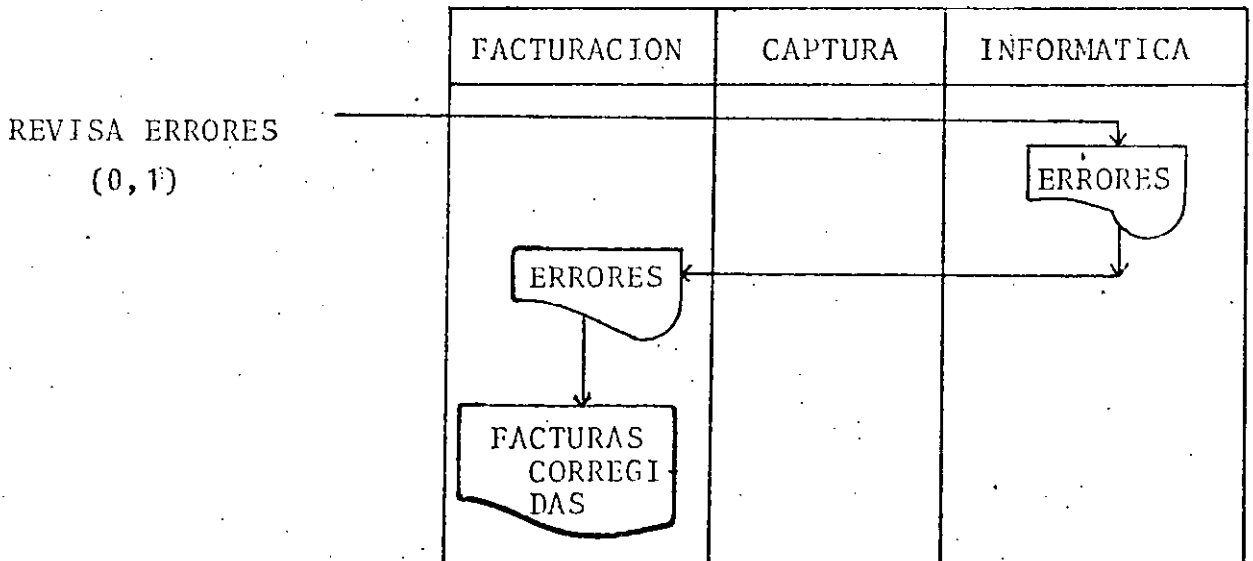 FACTURACION CAPTURA INFORMATICA
REVISA ERRORES
(0,1)
ERRORES
ERRORES
FACTURAS
CORREGI
DAS